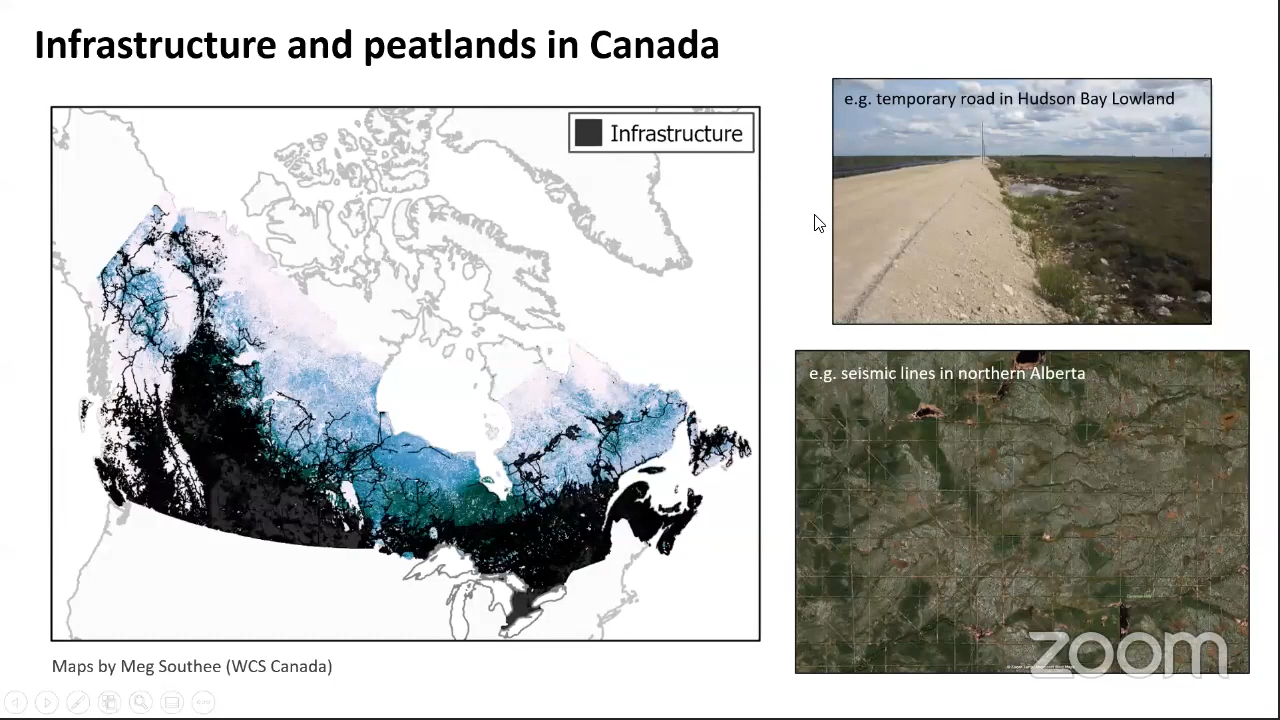 Infrastructure and peatlands in Canada
Infrastructure
e.g. temporary road in Hudson Bay Lowland
e.g. seismic lines in northern Alberta
zoom
Maps by Meg Southee (WCS Canada)